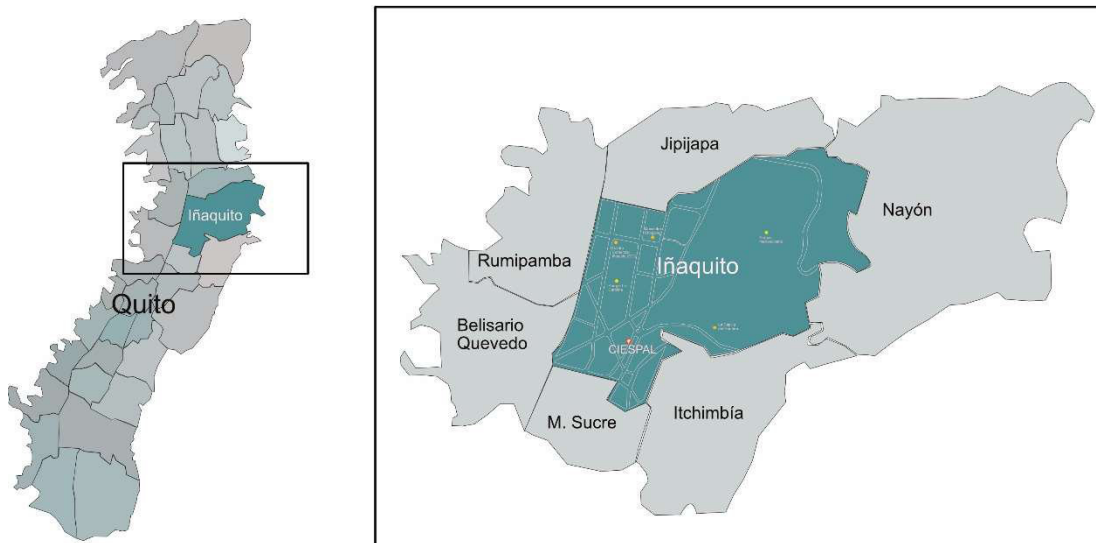 Iñaquito
Quito
Jipijapa
Nayón
Rumipamba
Iñaquito
Belisario
Quevedo
CIESPAL
M. Sucre
Itchimbía